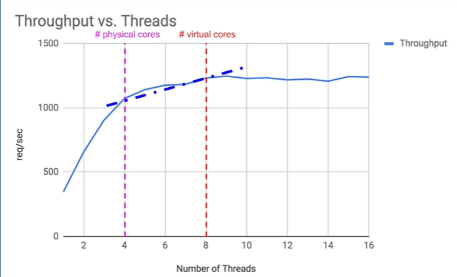 Throughput vs. Threads
# physical cores
# virtual cores
Throughput
1500
1000
500
0
req/sec
2 4 6 8 10 12 14 16
Number of Threads